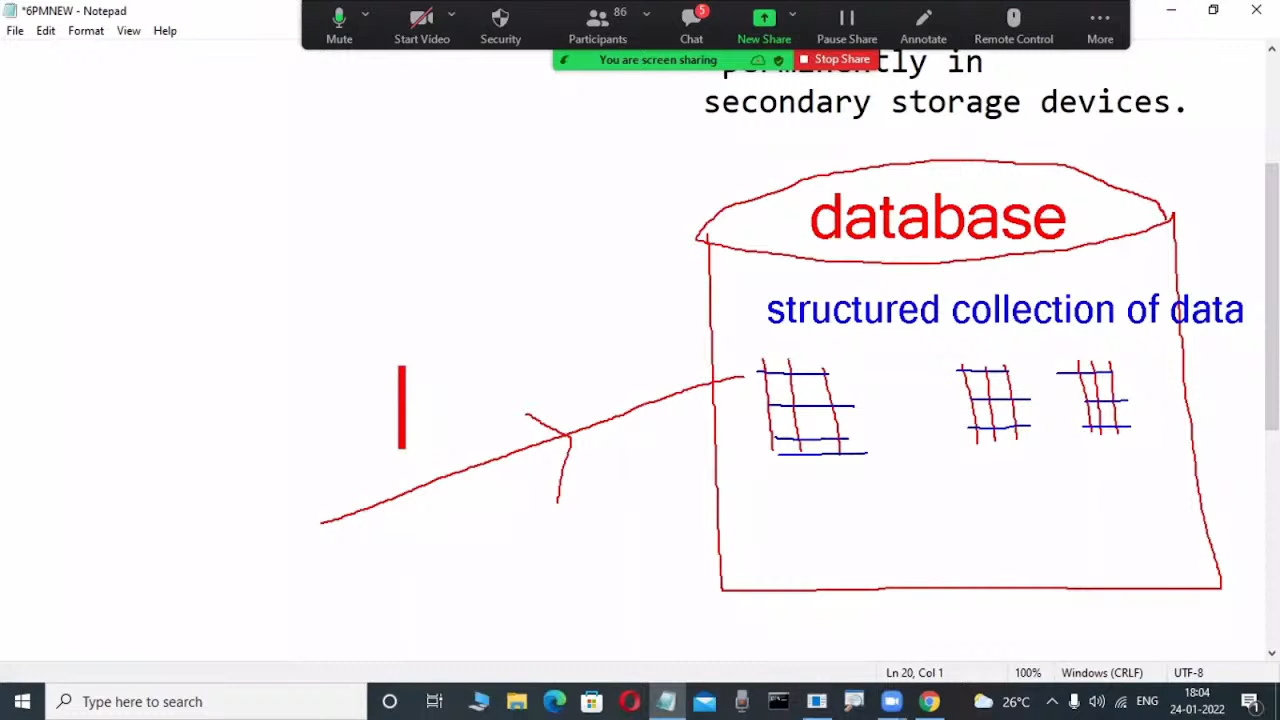 *6PMNEW - Notepad
File Edit Format View Help
Mute
Start Video
Security
86
Participants
5
Chat
New Share
Pause Share
Annotate
Remote Control
More
You are screen sharing
Stop Share
in
secondary storage devices.
database
structured collection of data
Ln 20, Col 1
100%
Windows (CRLF)
UTF-8
Type here to search
26°C
ENG
18:04
24-01-2022
1